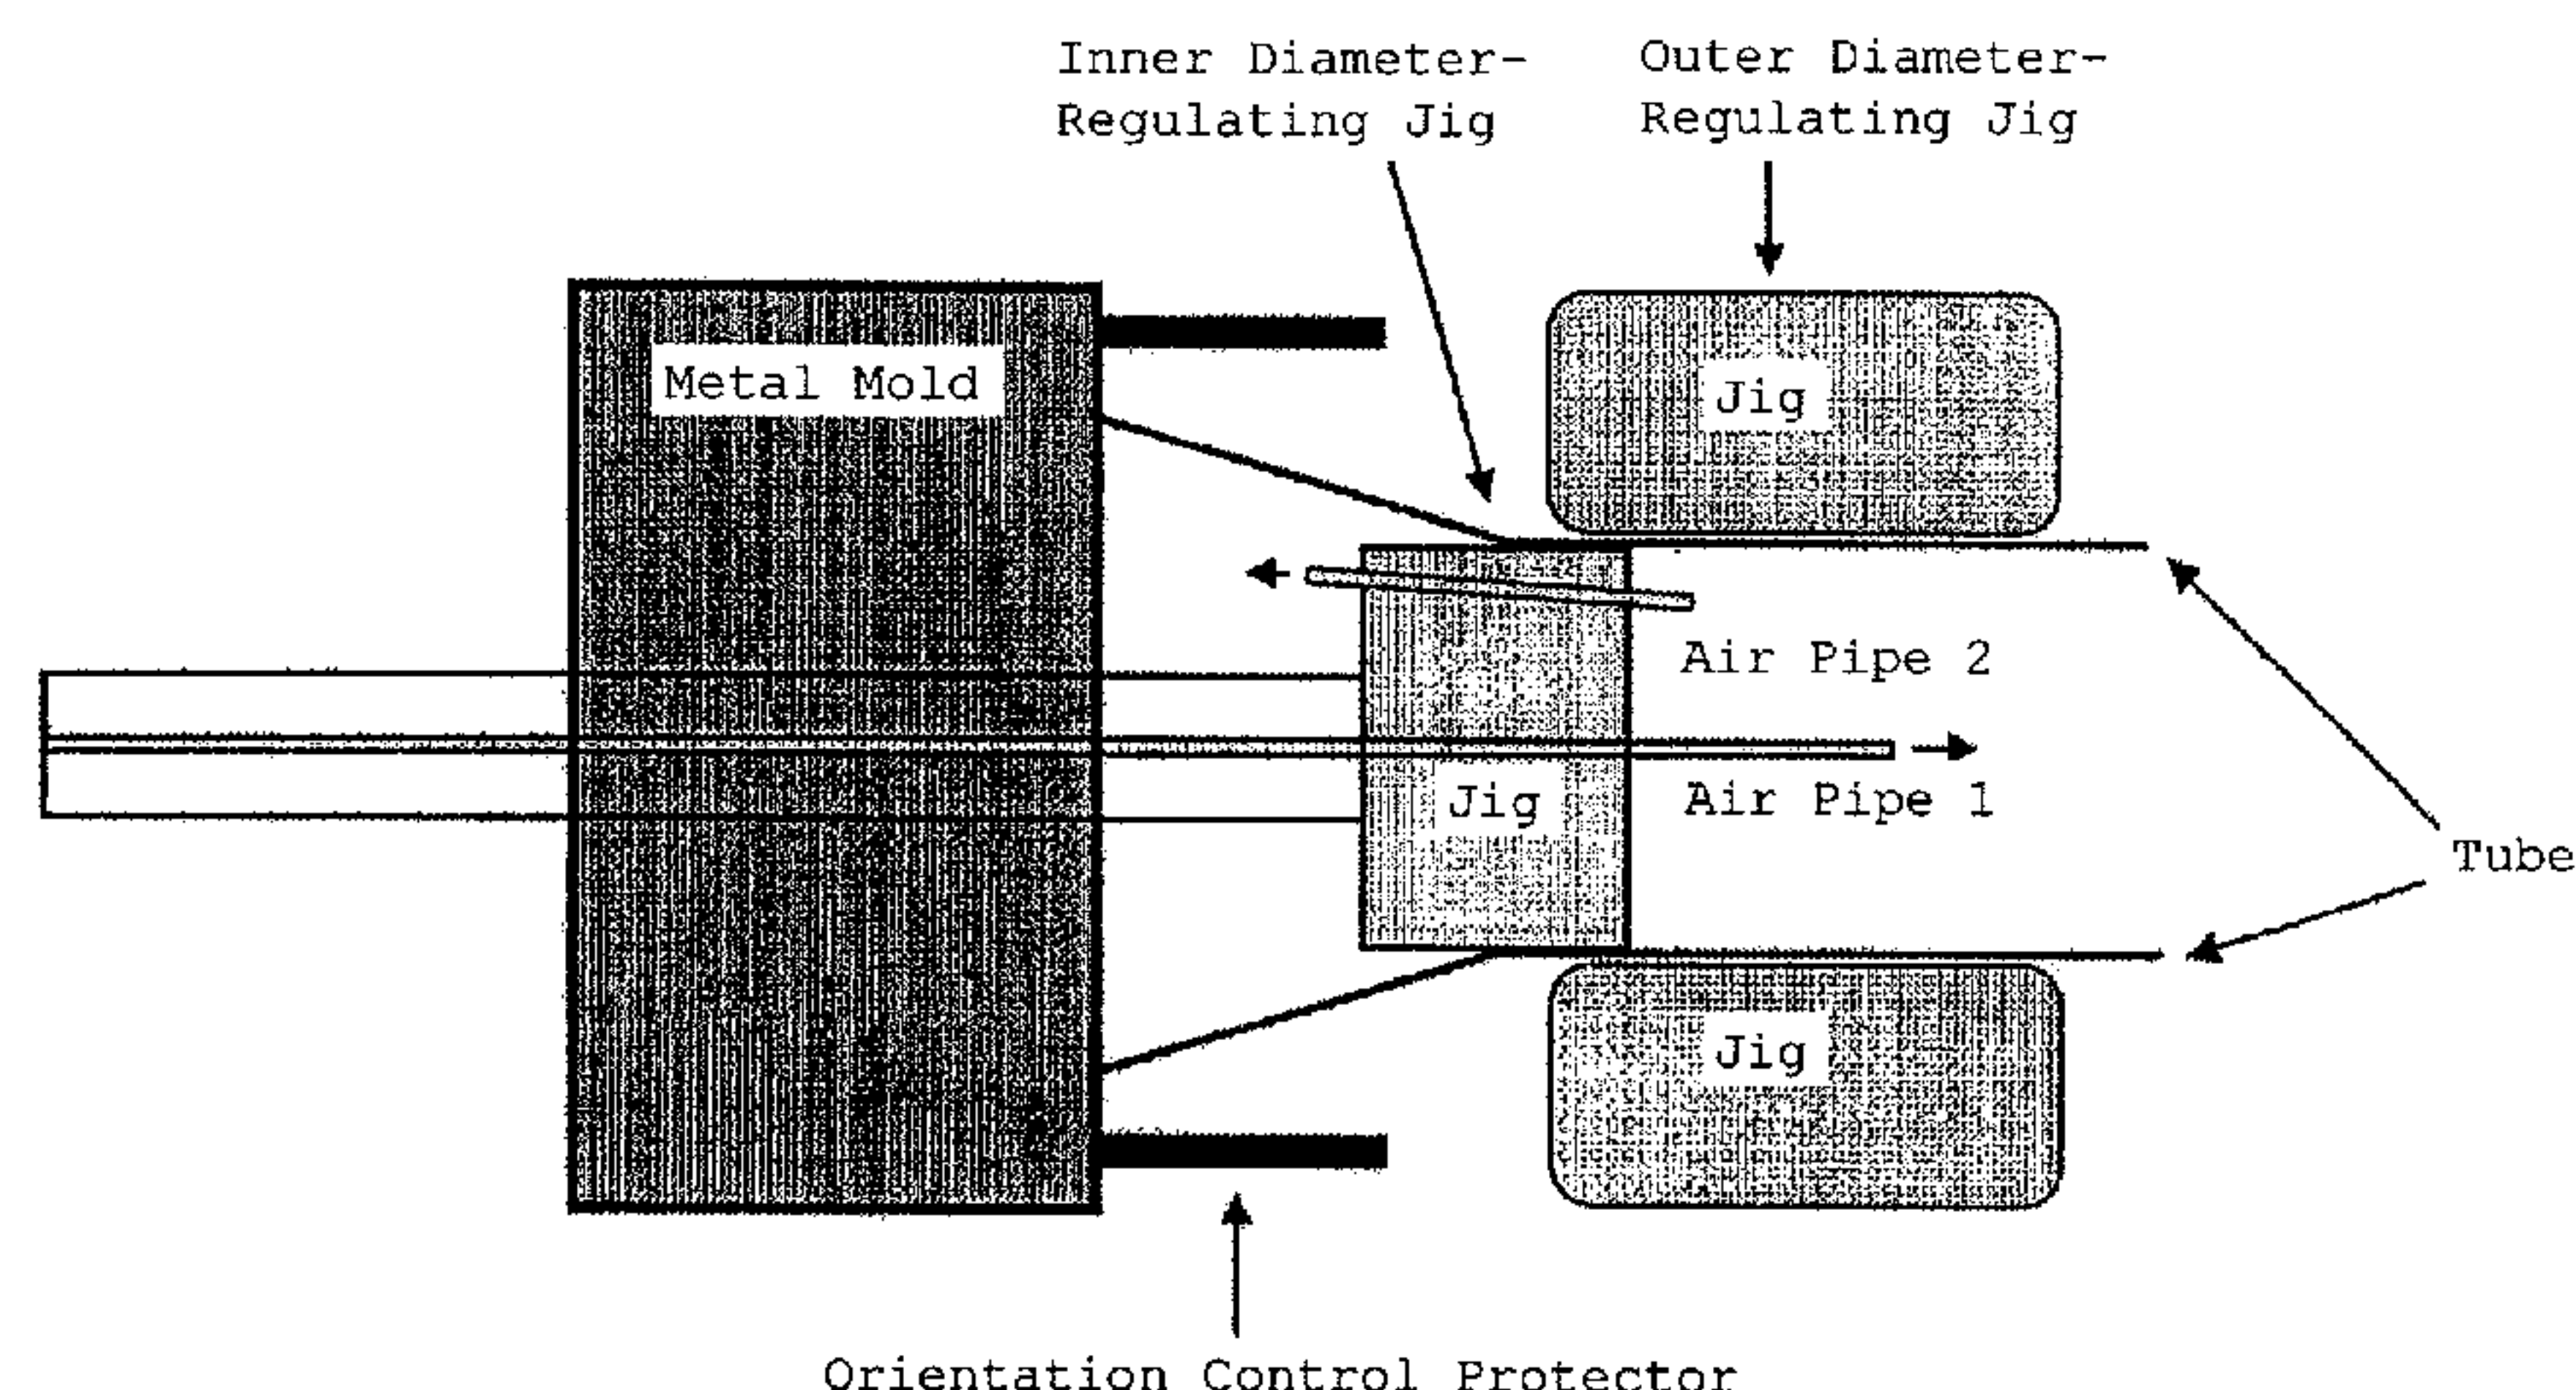 Inner Diameter-
Regulating Jig
Outer Diameter-
Regulating Jig
Metal Mold
Jig
Air Pipe 2
Jig
Air Pipe 1
Tube
Jig
Orientation Control Protector